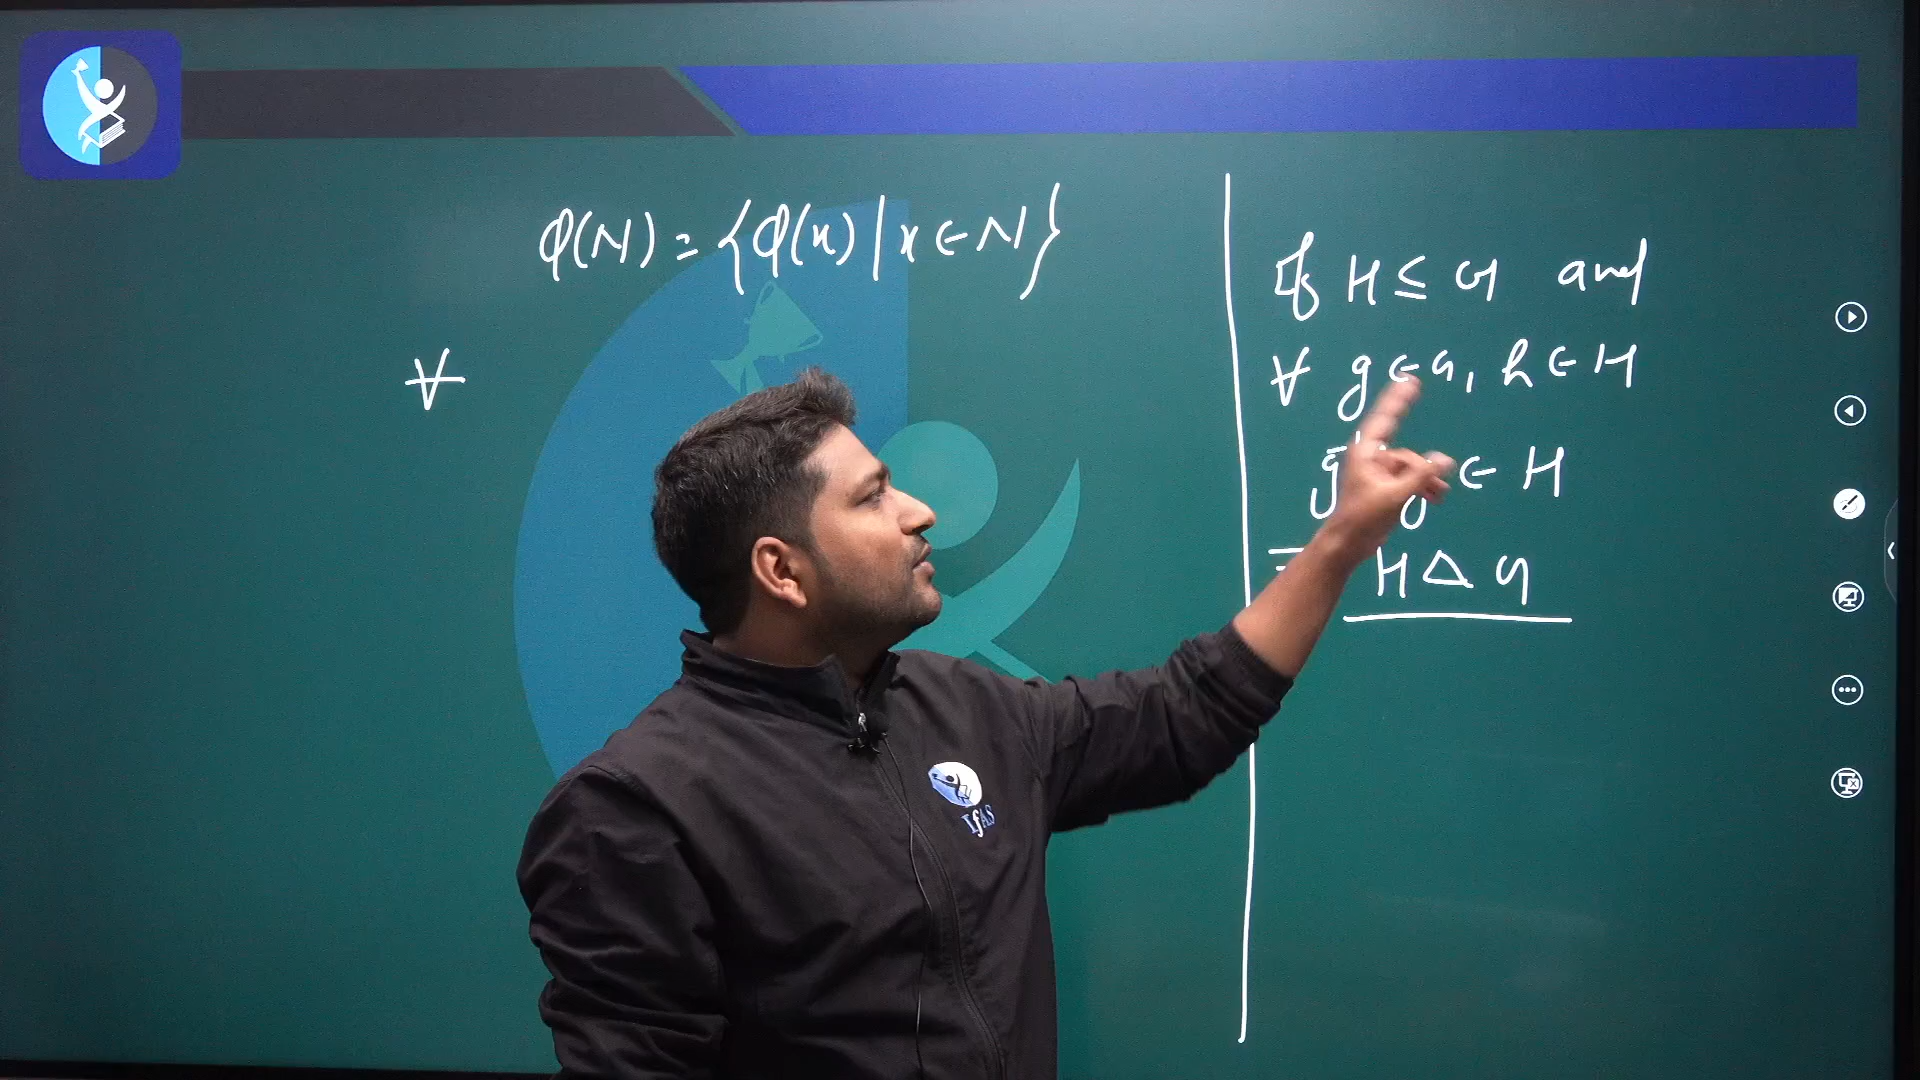 φ(N) = {φ(x) | x ∈ N}
∀
If H ≤ G and
∀ g ∈ G, h ∈ H
g ∈ H
H Δ G
IFAS